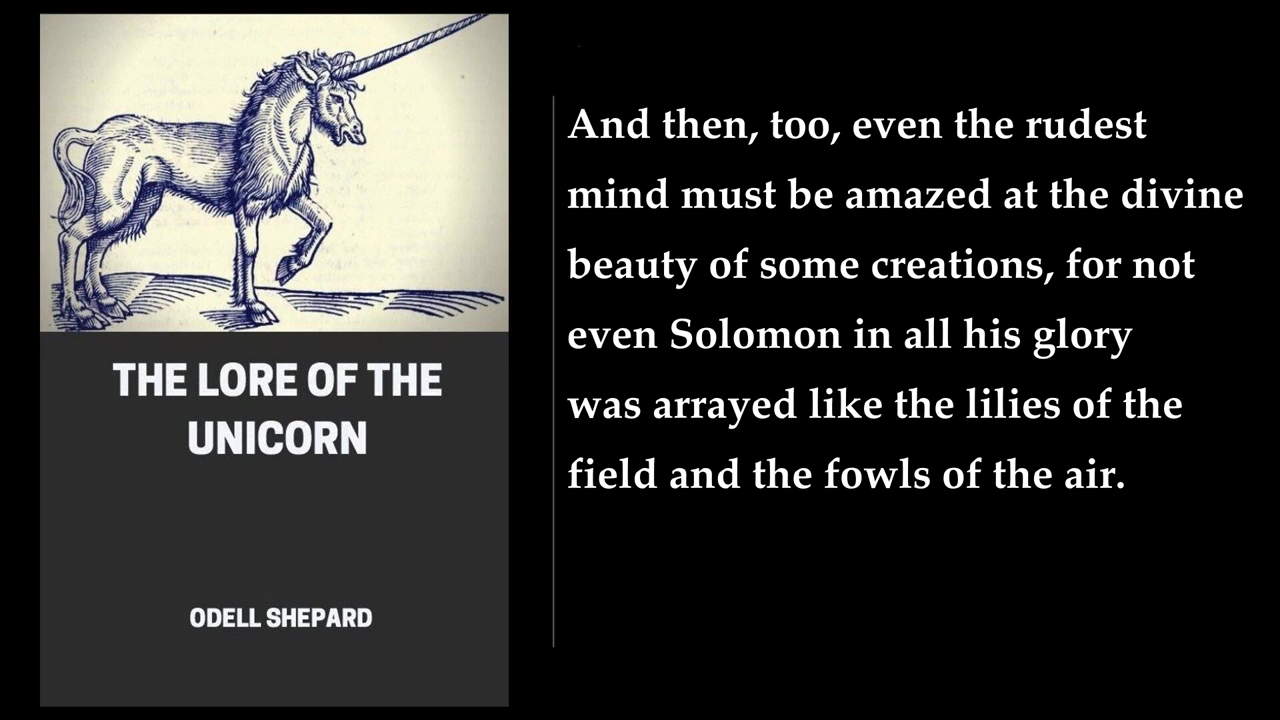 THE LORE OF THE
UNICORN
ODELL SHEPARD
And then, too, even the rudest
mind must be amazed at the divine
beauty of some creations, for not
even Solomon in all his glory
was arrayed like the lilies of the
field and the fowls of the air.